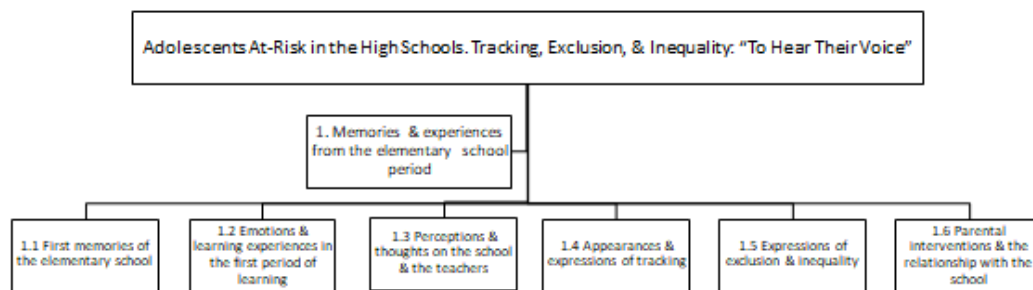 Adolescents At-Risk in the High Schools. Tracking, Exclusion, & Inequality: “To Hear Their Voice”
1. Memories & experiences
from the elementary school
period
1.1 First memories of
the elementary school
1.2 Emotions &
learning experiences in
the first period of
learning
1.3 Perceptions &
thoughts on the school
& the teachers
1.4 Appearances &
expressions of tracking
1.5 Expressions of
exclusion & inequality
1.6 Parental
interventions & the
relationship with the
school